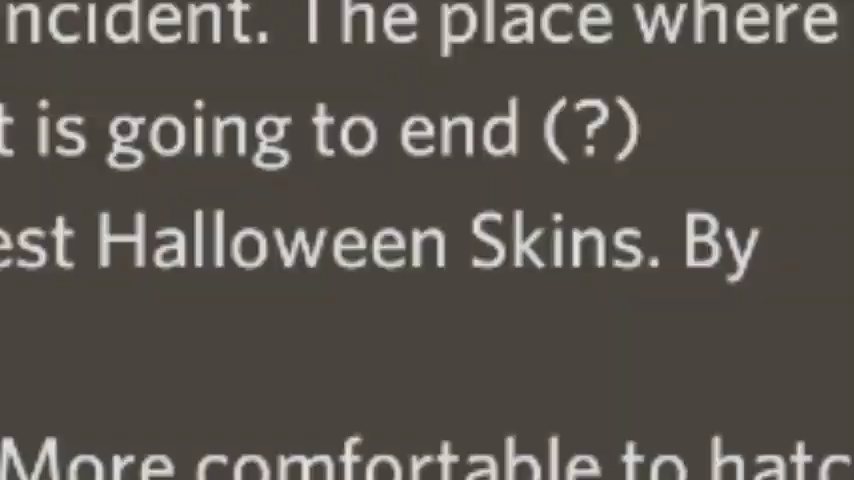 ncident. The place where
t is going to end (?)
est Halloween Skins. By
More comfortable to hatc